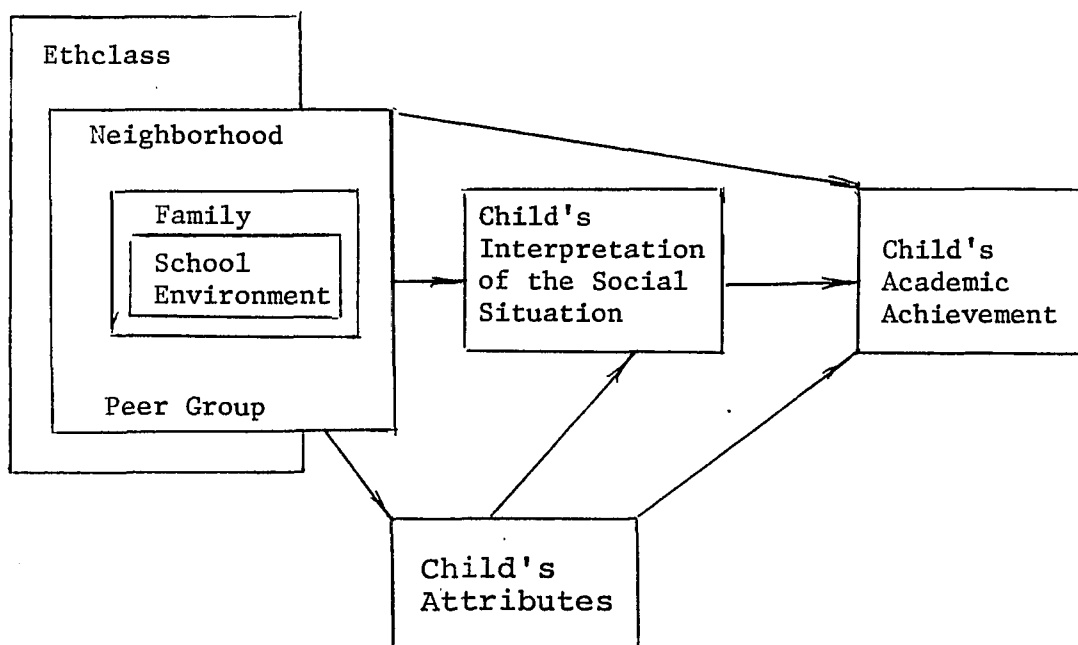 Ethclass
Neighborhood
Family
School
Environment
Peer Group
Child's
Interpretation
of the Social
Situation
Child's
Academic
Achievement
Child's
Attributes